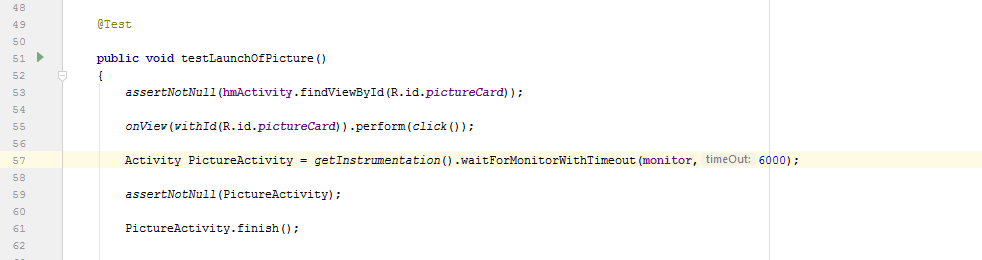 48
49 @Test
50
51 public void testLaunchOfPicture()
52 {
53 assertNotNull(hmActivity.findViewById(R.id.pictureCard));
54
55 onView(withId(R.id.pictureCard)).perform(click());
56
57 Activity PictureActivity = getInstrumentation().waitForMonitorWithTimeout(monitor, timeOut: 6000);
58
59 assertNotNull(PictureActivity);
60
61 PictureActivity.finish();
62